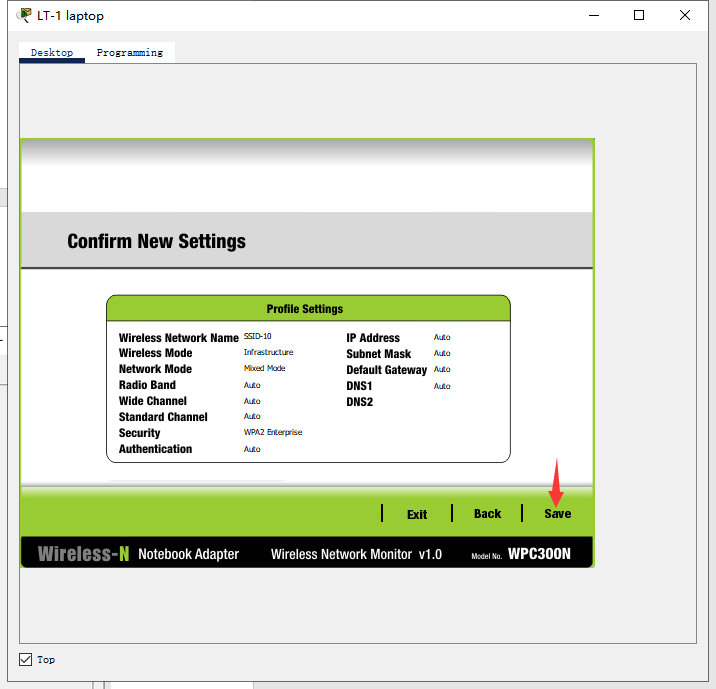 LT-1 laptop
Desktop Programming
Confirm New Settings
Profile Settings
Wireless Network Name SSID-10 IP Address Auto
Wireless Mode Infrastructure Subnet Mask Auto
Network Mode Mixed Mode Default Gateway Auto
Radio Band Auto DNS1 Auto
Wide Channel Auto DNS2
Standard Channel Auto
Security WPA2 Enterprise
Authentication Auto
Exit Back Save
Wireless-N Notebook Adapter Wireless Network Monitor v1.0 Model No. WPC300N
Top